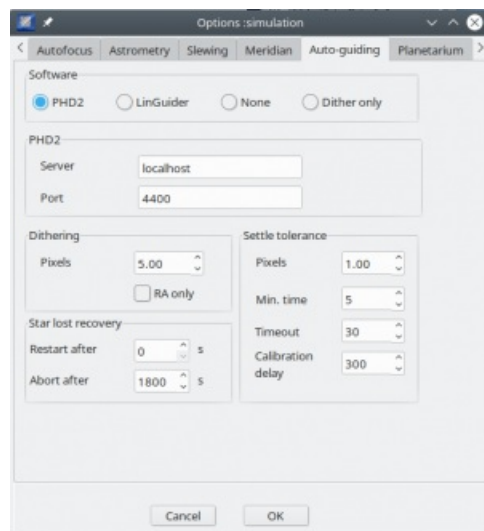 Options :simulation
Autofocus Astrometry Slewing Meridian Auto-guiding Planetarium
Software
PHD2 LinGuider None Dither only
PHD2
Server localhost
Port 4400
Dithering
Pixels 5.00
RA only
Star lost recovery
Restart after 0 s
Abort after 1800 s
Settle tolerance
Pixels 1.00
Min. time 5
Timeout 30
Calibration
delay 300
Cancel OK